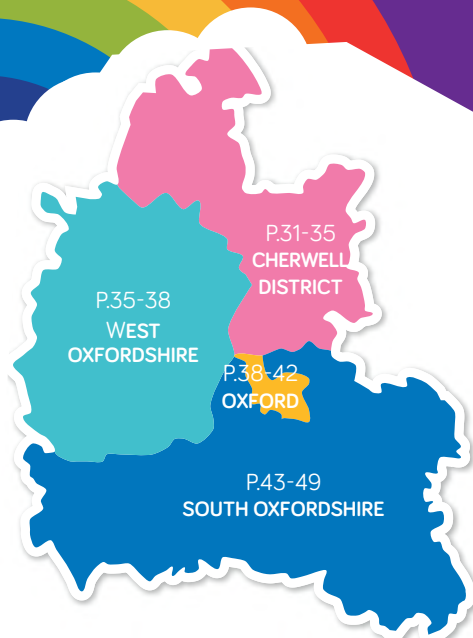 P.31-35
CHERWELL
DISTRICT
P.35-38
WEST
OXFORDSHIRE
P.38-42
OXFORD
P.43-49
SOUTH OXFORDSHIRE